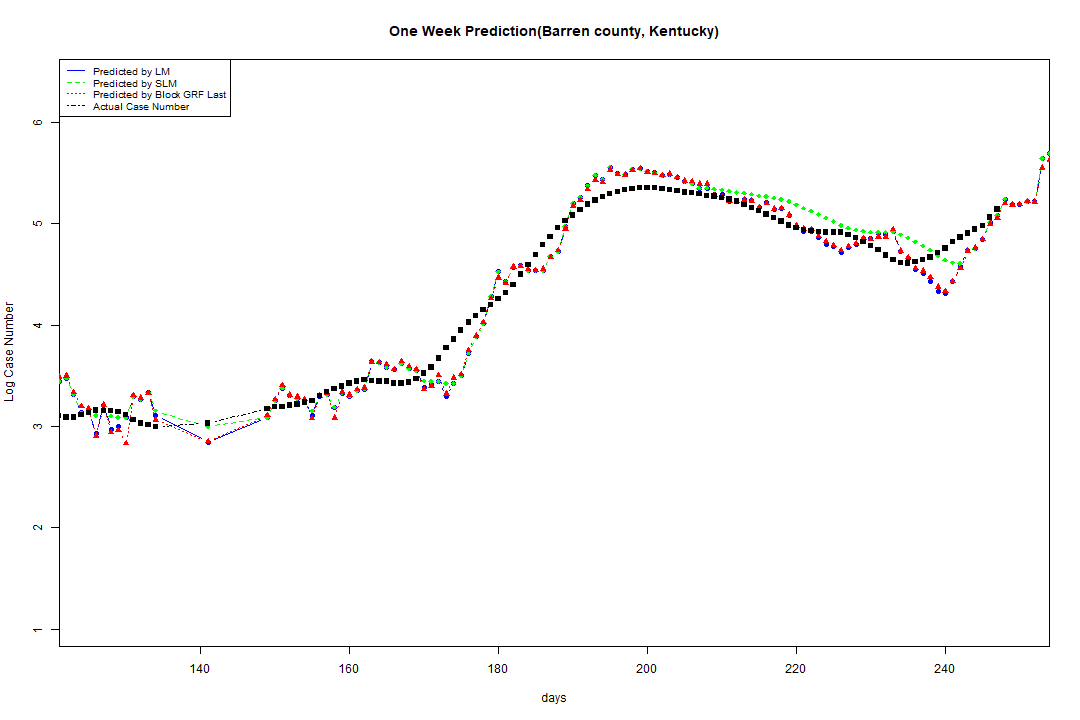 One Week Prediction(Barren county, Kentucky)
Predicted by LM
Predicted by SLM
Predicted by Block GRF Last
Actual Case Number
6
5
4
3
2
1
Log Case Number
140 160 180 200 220 240
days